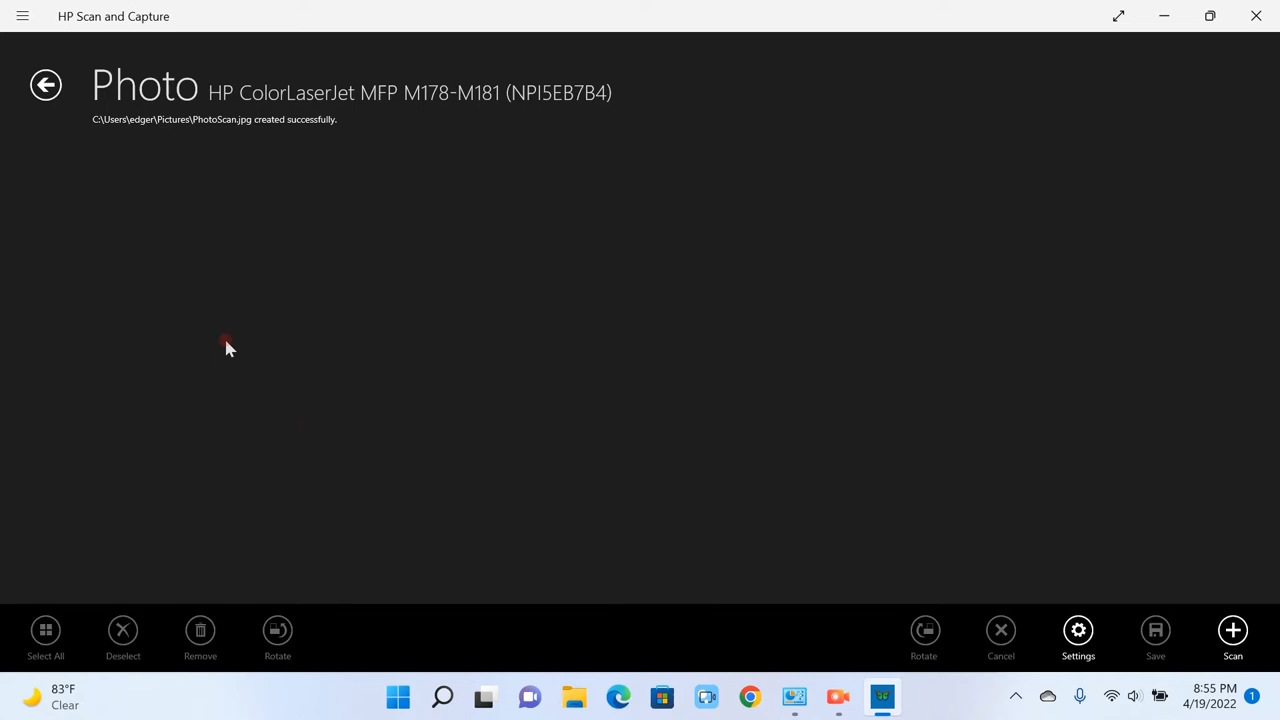 HP Scan and Capture
Photo HP ColorLaserJet MFP M178-M181 (NPI5EB7B4)
C:\Users\edger\Pictures\PhotoScan.jpg created successfully.
Select All
Deselect
Remove
Rotate
Rotate
Cancel
Settings
Save
Scan
83°F
Clear
8:55 PM
4/19/2022
1